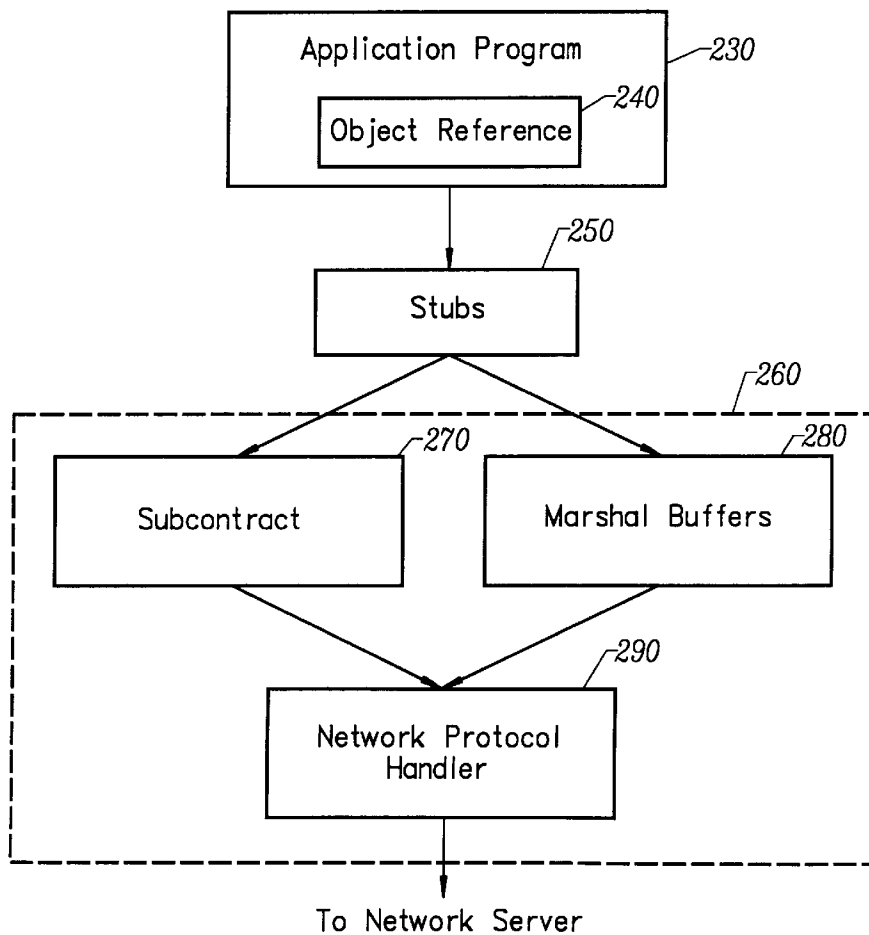 230
Application Program
240
Object Reference
250
Stubs
260
270
280
Subcontract
Marshal Buffers
290
Network Protocol
Handler
To Network Server